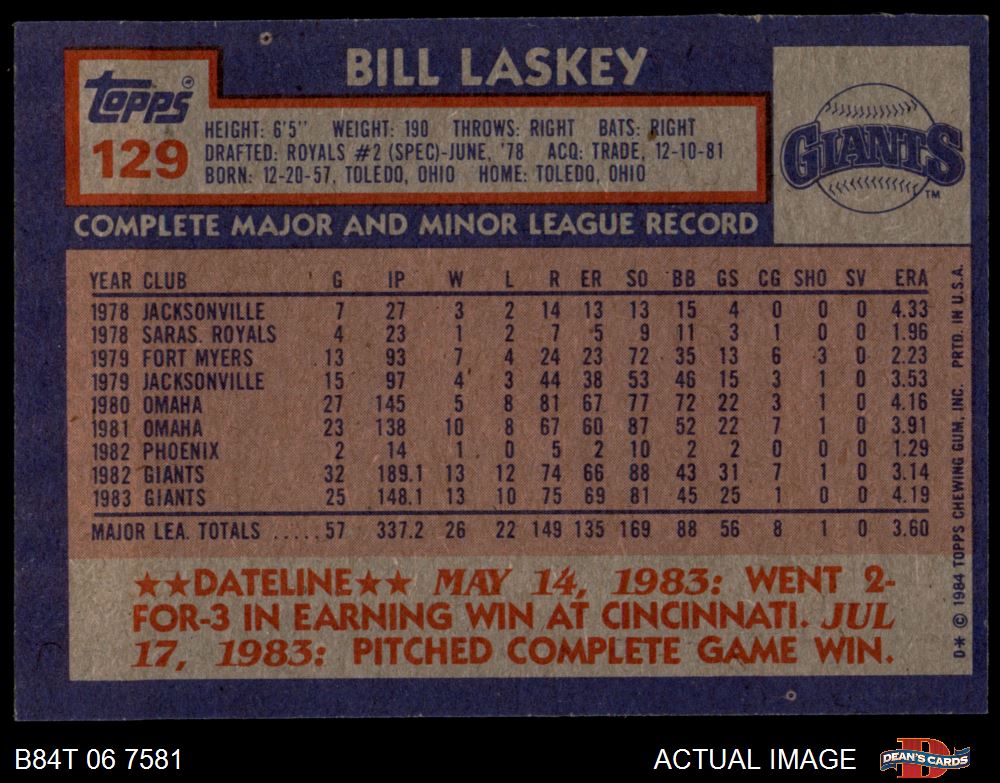 BILL LASKEY
Topps®
129
HEIGHT: 6'5" WEIGHT: 190 THROWS: RIGHT BATS: RIGHT
DRAFTED: ROYALS #2 (SPEC)-JUNE, '78 ACQ: TRADE, 12-10-81
BORN: 12-20-57, TOLEDO, OHIO HOME: TOLEDO, OHIO
GIANTS
TM
COMPLETE MAJOR AND MINOR LEAGUE RECORD
YEAR CLUB G IP W L R ER SO BB GS CG SHO SV ERA
1978 JACKSONVILLE 7 27 3 2 14 13 13 15 4 0 0 0 4.33
1978 SARAS. ROYALS 4 23 1 2 7 5 9 11 3 1 0 0 1.96
1979 FORT MYERS 13 93 7 4 24 23 72 35 13 6 3 0 2.23
1979 JACKSONVILLE 15 97 4 3 44 38 53 46 15 3 1 0 3.53
1980 OMAHA 27 145 5 8 81 67 77 72 22 3 1 0 4.16
1981 OMAHA 23 138 10 8 67 60 87 52 22 7 1 0 3.91
1982 PHOENIX 2 14 1 0 5 2 10 2 2 0 0 0 1.29
1982 GIANTS 32 189.1 13 12 74 66 88 43 31 7 1 0 3.14
1983 GIANTS 25 148.1 13 10 75 69 81 45 25 1 0 0 4.19
MAJOR LEA. TOTALS ..... 57 337.2 26 22 149 135 169 88 56 8 1 0 3.60
★★DATELINE★★ MAY 14, 1983: WENT 2-
FOR-3 IN EARNING WIN AT CINCINNATI. JUL
17, 1983: PITCHED COMPLETE GAME WIN.
D* © 1984 TOPPS CHEWING GUM, INC. PRTD. IN U.S.A.
B84T 06 7581
ACTUAL IMAGE
DEAN'S CARDS